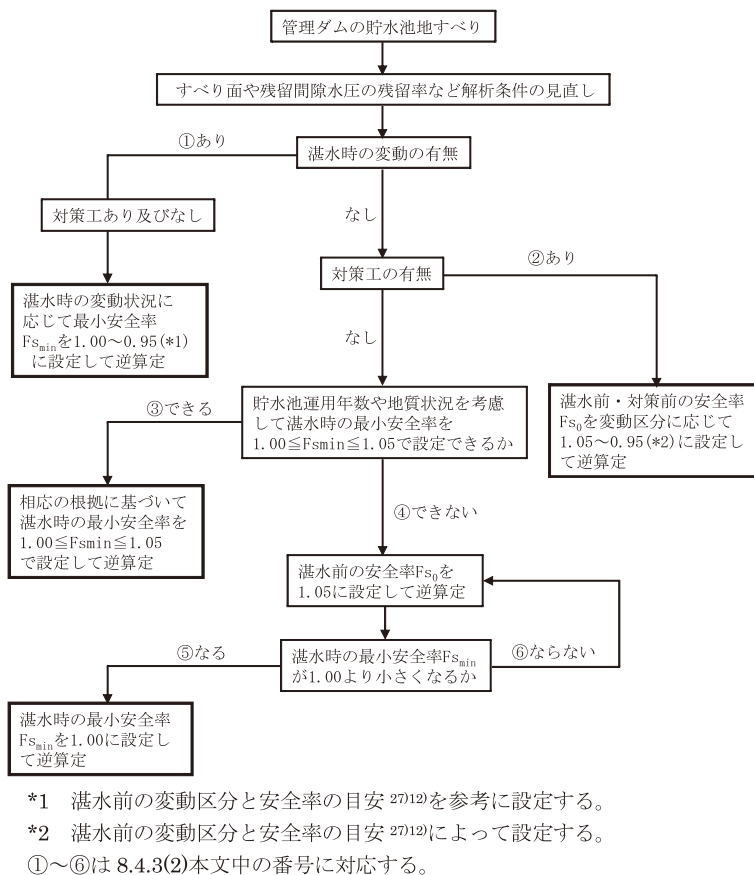 管理ダムの貯水池地すべり
すべり面や残留間隙水圧の残留率など解析条件の見直し
①あり
湛水時の変動の有無
対策工あり及びなし
なし
②あり
対策工の有無
湛水時の変動状況に
応じて最小安全率
Fsminを1.00～0.95(*1)
に設定して逆算定
なし
③できる
貯水池運用年数や地質状況を考慮
して湛水時の最小安全率を
1.00≦Fsmin≦1.05で設定できるか
湛水前・対策前の安全率
Fs0を変動区分に応じて
1.05～0.95(*2)に設定し
て逆算定
相応の根拠に基づいて
湛水時の最小安全率を
1.00≦Fsmin≦1.05
で設定して逆算定
④できない
湛水前の安全率Fs0を
1.05に設定して逆算定
⑤なる
湛水時の最小安全率Fsmin
が1.00より小さくなるか
⑥ならない
湛水時の最小安全率
Fsminを1.00に設定し
て逆算定
*1 湛水前の変動区分と安全率の目安 27)12)を参考に設定する。
*2 湛水前の変動区分と安全率の目安 27)12)によって設定する。
①～⑥は 8.4.3(2)本文中の番号に対応する。